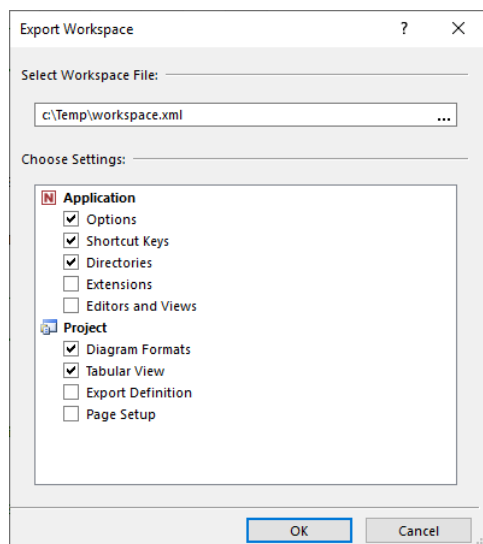 Export Workspace
Select Workspace File:
c:\Temp\workspace.xml
...
Choose Settings:
Application
Options
Shortcut Keys
Directories
Extensions
Editors and Views
Project
Diagram Formats
Tabular View
Export Definition
Page Setup
OK Cancel